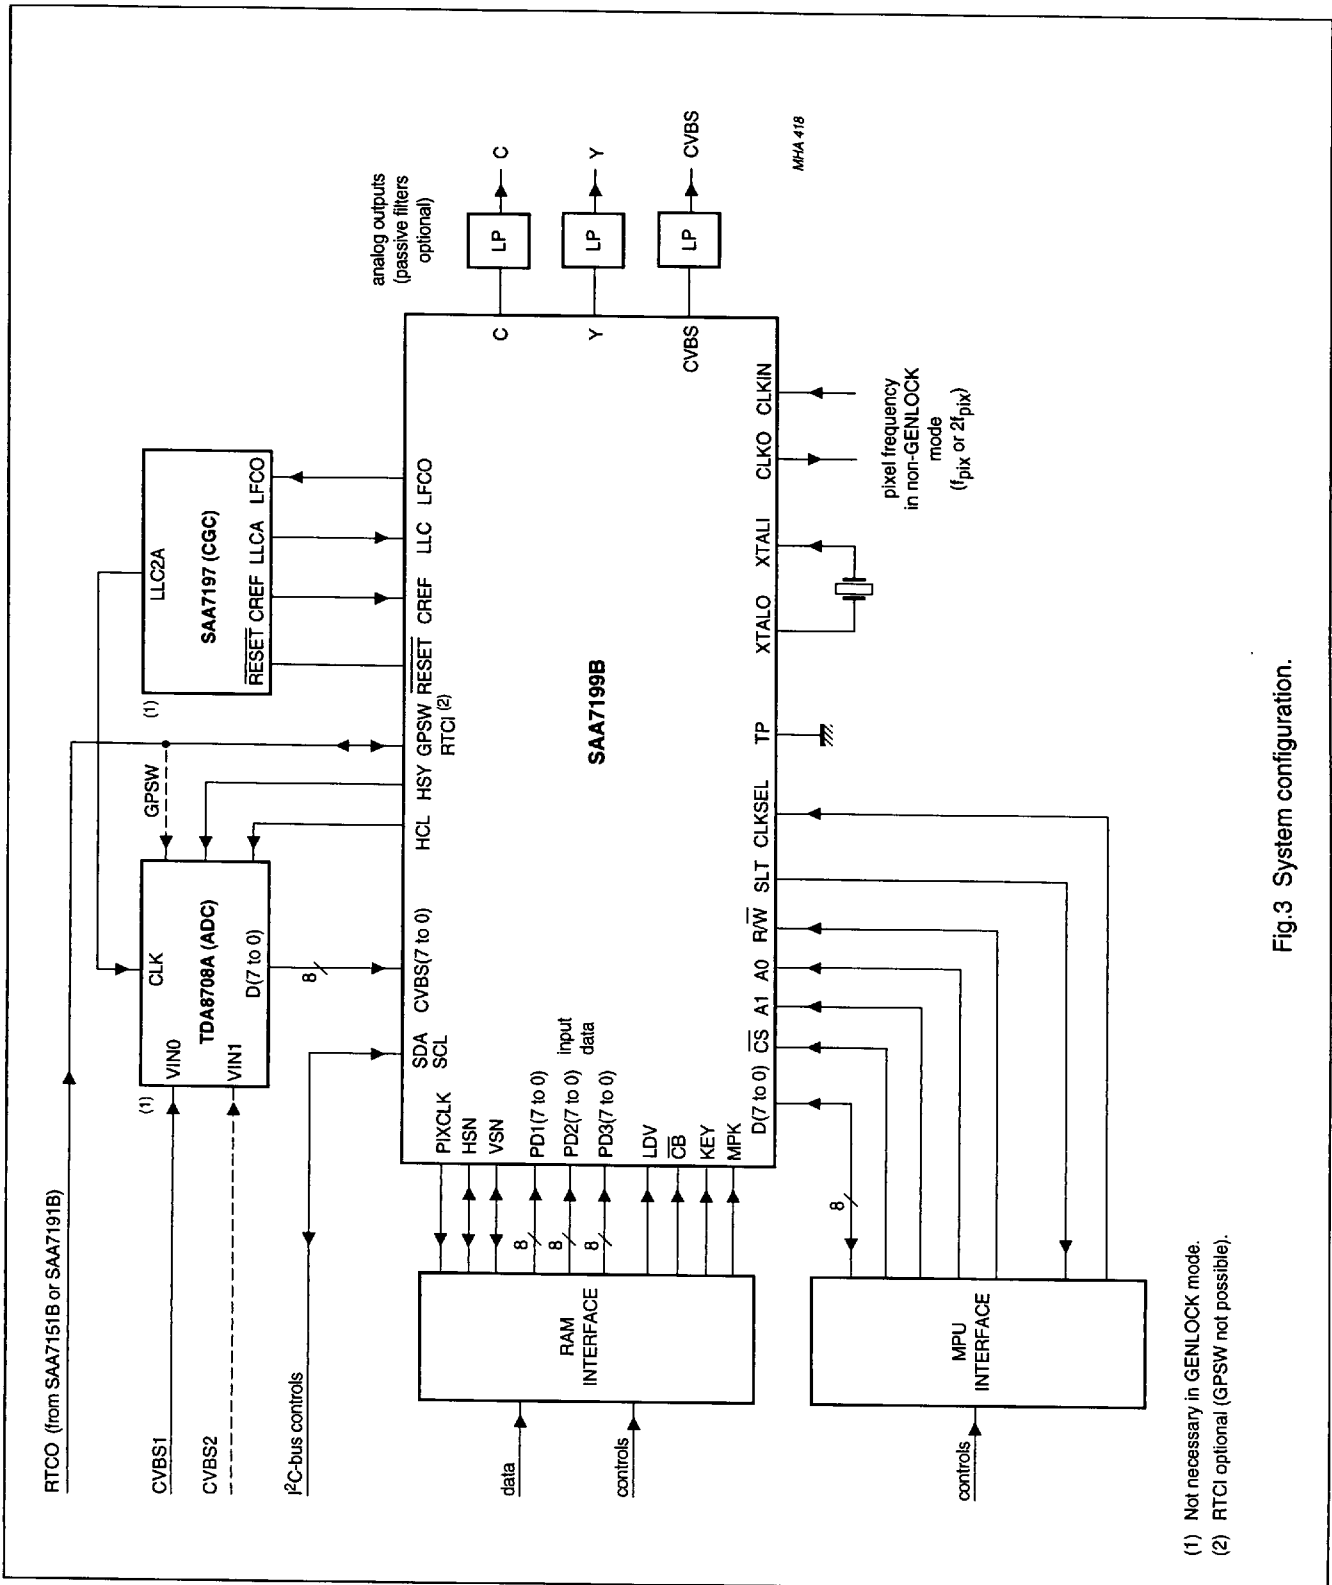 RTCO (from SAA7151B or SAA7191B)
CVBS1
CVBS2
I2C-bus controls
data
controls
controls
(1)
VIN0
VIN1
CLK
TDA8708A (ADC)
D(7 to 0)
GPSW
8
(1)
LLC2A
SAA7197 (CGC)
RESET
CREF
LLCA
LFCO
analog outputs
(passive filters
optional)
RAM
INTERFACE
MPU
INTERFACE
SDA
SCL
CVBS(7 to 0)
HCL
HSY
GPSW
RTCI (2)
RESET
CREF
LLC
LFCO
PIXCLK
HSN
VSN
PD1(7 to 0)
PD2(7 to 0)
PD3(7 to 0)
input
data
LDV
CB
KEY
MPK
8
8
8
SAA7199B
C
Y
CVBS
LP
LP
LP
C
Y
CVBS
D(7 to 0)
CS
A1
A0
R/W
SLT
CLKSEL
TP
XTALO
XTALI
CLKO
CLKIN
8
pixel frequency
in non-GENLOCK
mode
(fpix or 2fpix)
MHA418
(1) Not necessary in GENLOCK mode.
(2) RTCI optional (GPSW not possible).
Fig.3 System configuration.